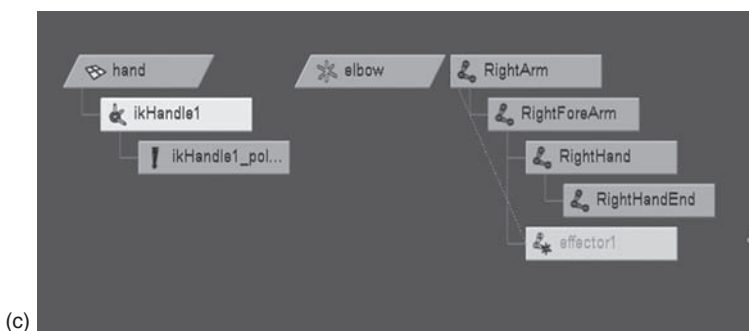 hand
elbow
RightArm
ikHandle1
RightForeArm
ikHandle1_pol...
RightHand
RightHandEnd
effector1
(c)